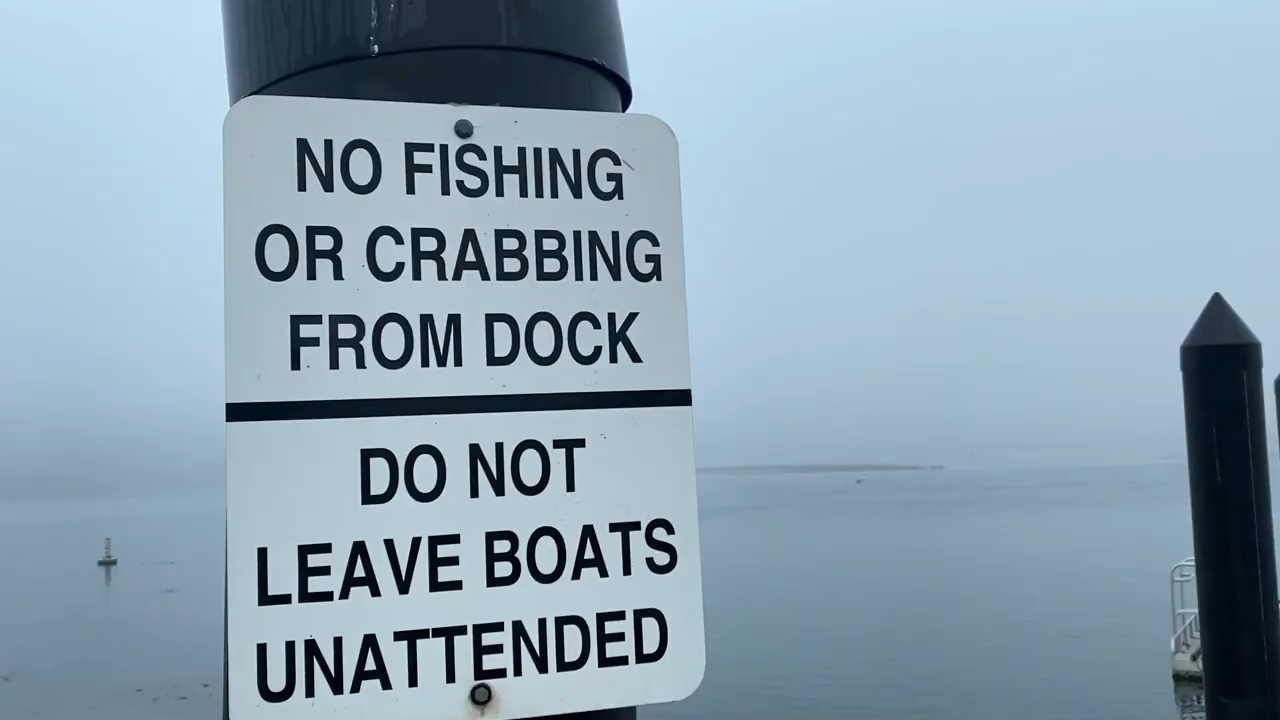 NO FISHING
OR CRABBING
FROM DOCK
DO NOT
LEAVE BOATS
UNATTENDED